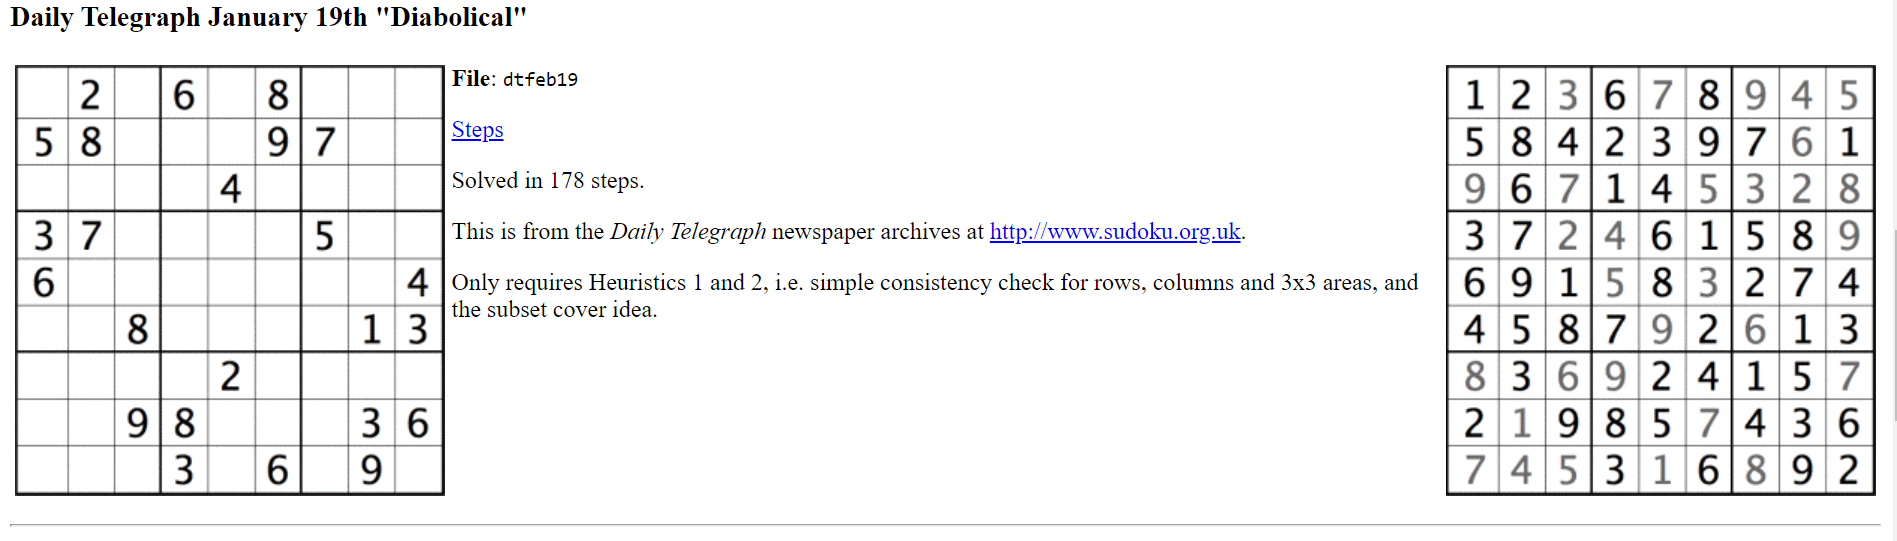 Daily Telegraph January 19th "Diabolical"
2 6 8
5 8 9 7
4
3 7 5
6 4
8 1 3
2
9 8 3 6
3 6 9
File: dtfeb19
Steps
Solved in 178 steps.
This is from the Daily Telegraph newspaper archives at http://www.sudoku.org.uk.
Only requires Heuristics 1 and 2, i.e. simple consistency check for rows, columns and 3x3 areas, and
the subset cover idea.
1 2 3 6 7 8 9 4 5
5 8 4 2 3 9 7 6 1
9 6 7 1 4 5 3 2 8
3 7 2 4 6 1 5 8 9
6 9 1 5 8 3 2 7 4
4 5 8 7 9 2 6 1 3
8 3 6 9 2 4 1 5 7
2 1 9 8 5 7 4 3 6
7 4 5 3 1 6 8 9 2